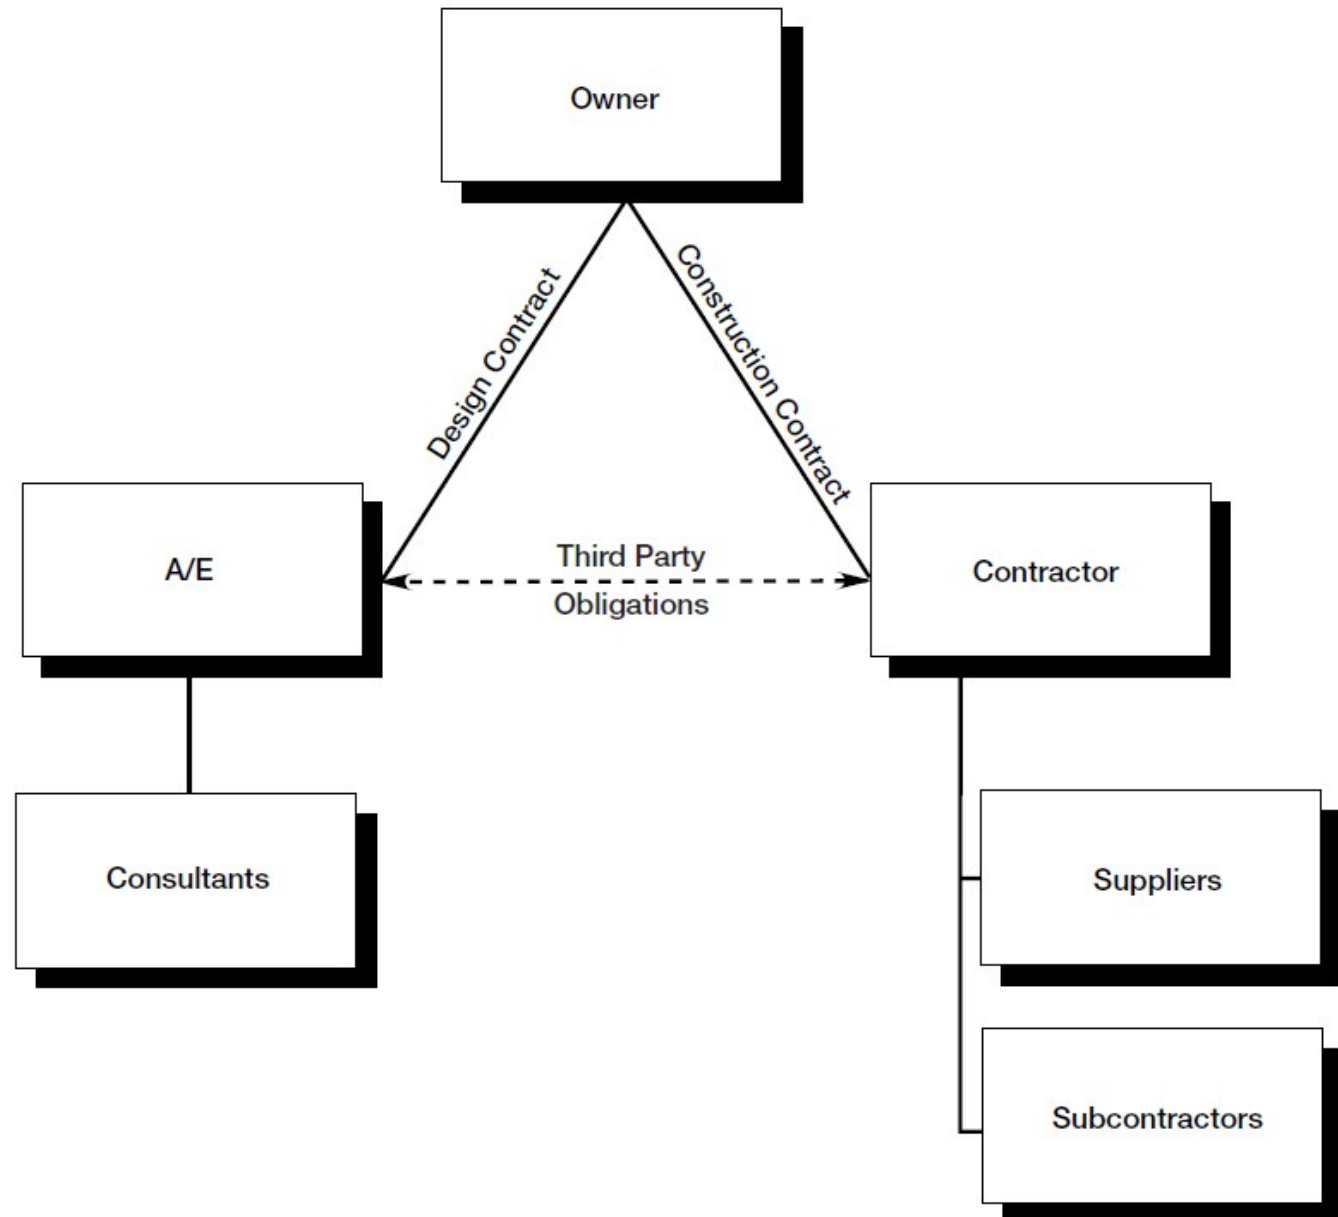 Owner
Design Contract
Construction Contract
A/E
Third Party
Obligations
Contractor
Consultants
Suppliers
Subcontractors